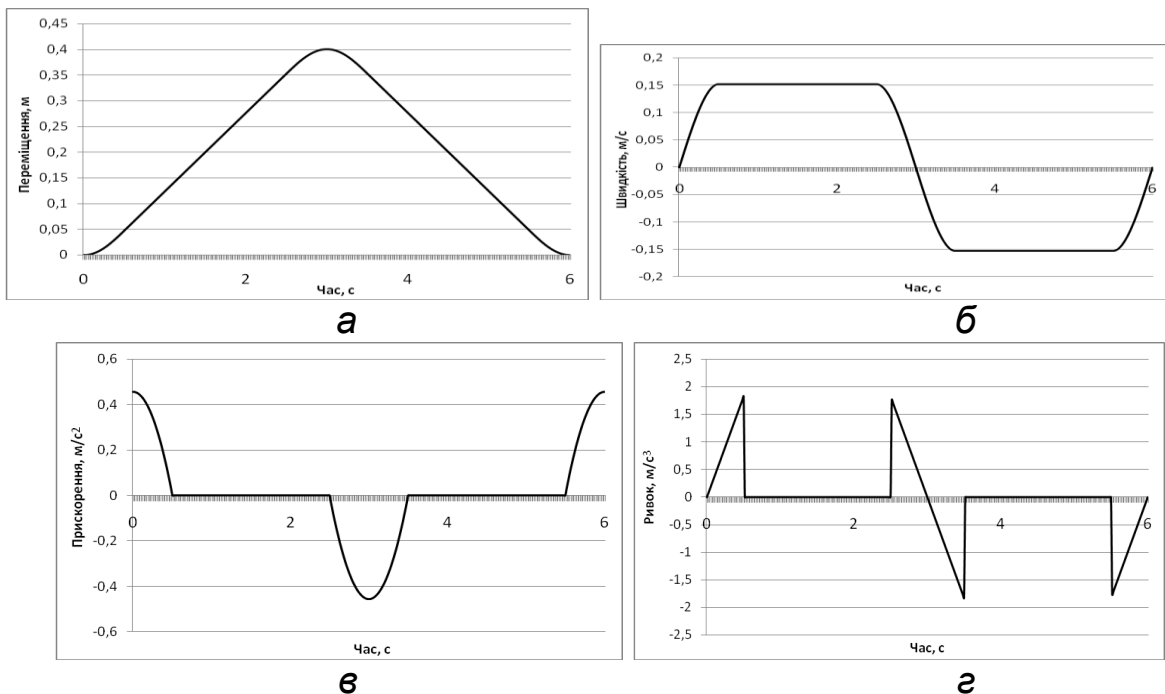 0,45
0,4
0,35
0,3
0,25
0,2
0,15
0,1
0,05
0
Переміщення, м
0 2 4 6
Час, с
а
0,2
0,15
0,1
0,05
0
-0,05
-0,1
-0,15
-0,2
Швидкість, м/с
0 2 4 6
Час, с
б
0,6
0,4
0,2
0
-0,2
-0,4
-0,6
Прискорення, м/с²
0 2 4 6
Час, с
в
2,5
2
1,5
1
0,5
0
-0,5
-1
-1,5
-2
-2,5
Ривок, м/с³
0 2 4 6
Час, с
г